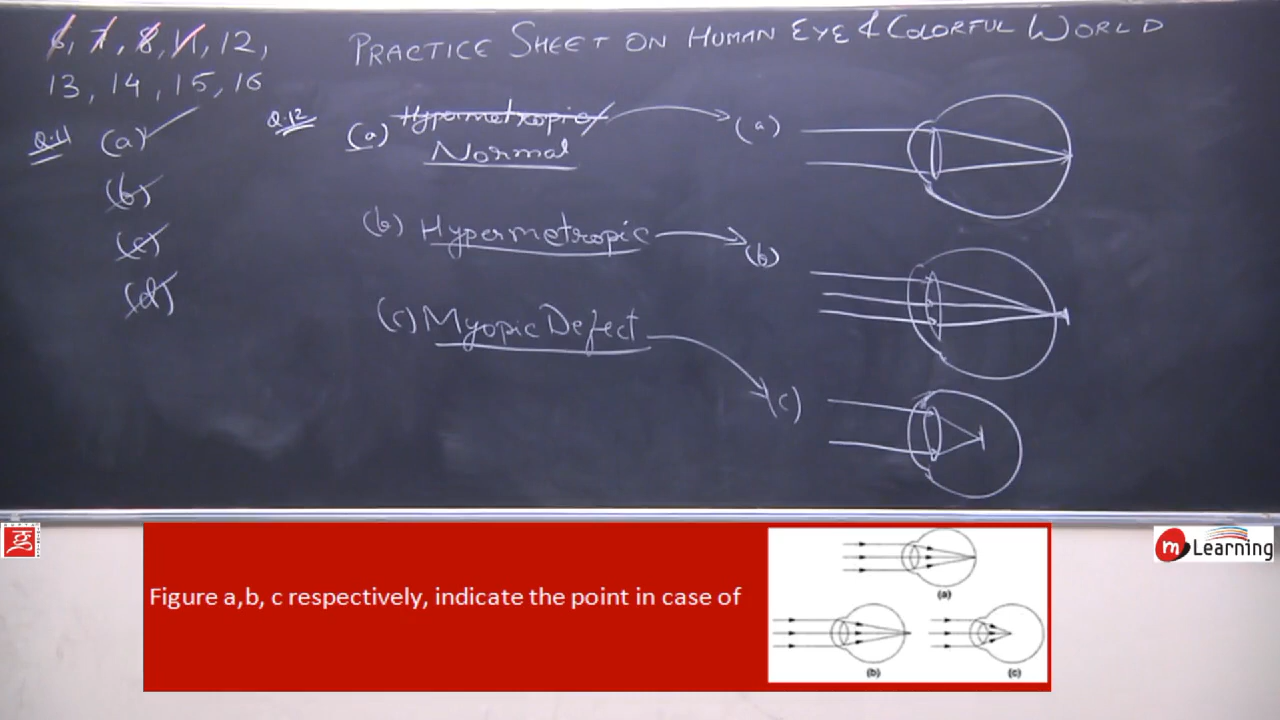 6, 7, 8, 11, 12,
13, 14, 15, 16
PRACTICE SHEET ON HUMAN EYE & COLORFUL WORLD
Q.11 (a)
(b)
(c)
(d)
Q.12 (a) Hypermetropic
Normal
(b) Hypermetropic
(c) Myopic Defect
(a)
(b)
(c)
Figure a,b, c respectively, indicate the point in case of
(a)
(b) (c)
g
m Learning